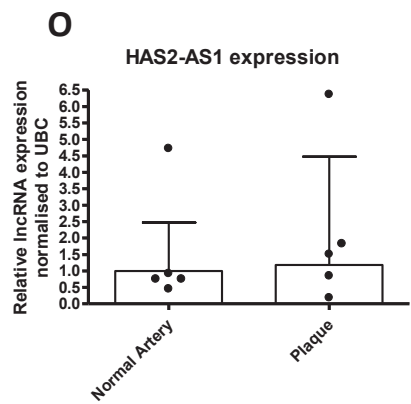 O
HAS2-AS1 expression
Relative lncRNA expression
normalised to UBC
6.5
6.0
5.5
5.0
4.5
4.0
3.5
3.0
2.5
2.0
1.5
1.0
0.5
0.0
Normal Artery
Plaque